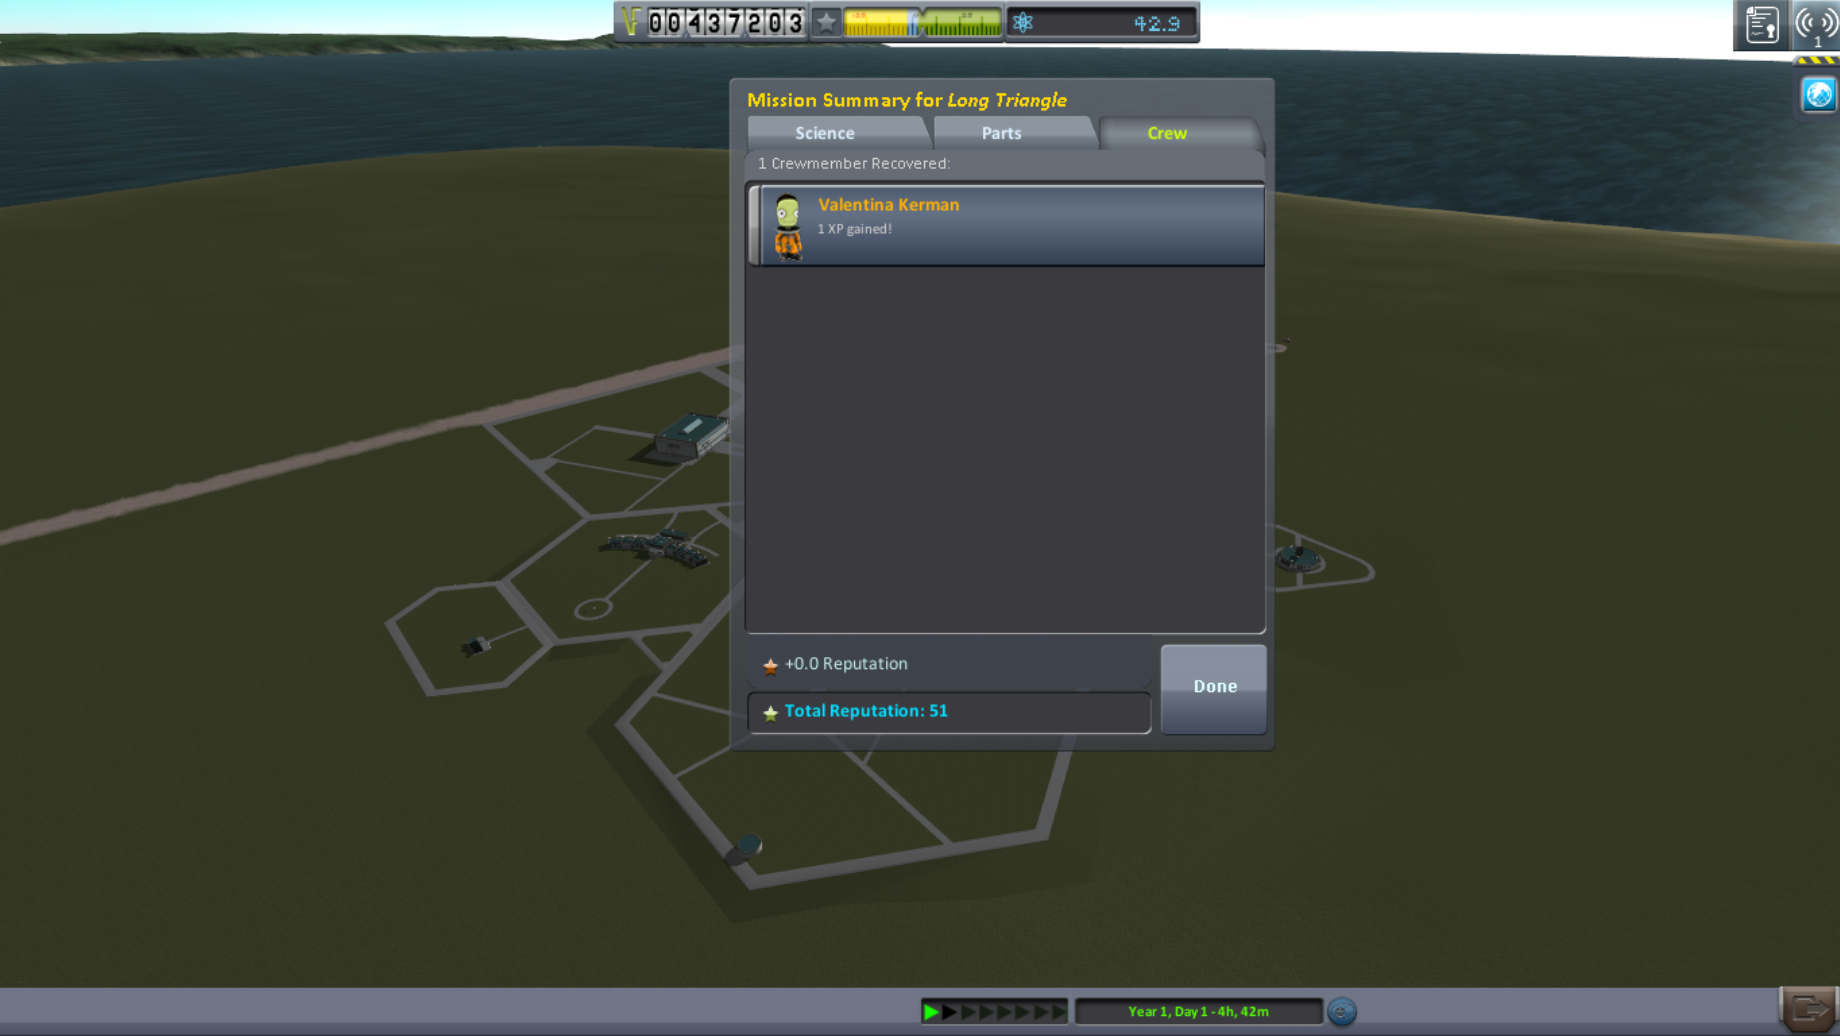 00437203
42.9
1
Mission Summary for Long Triangle
Science
Parts
Crew
1 Crewmember Recovered:
Valentina Kerman
1 XP gained!
+0.0 Reputation
Total Reputation: 51
Done
Year 1, Day 1 - 4h, 42m